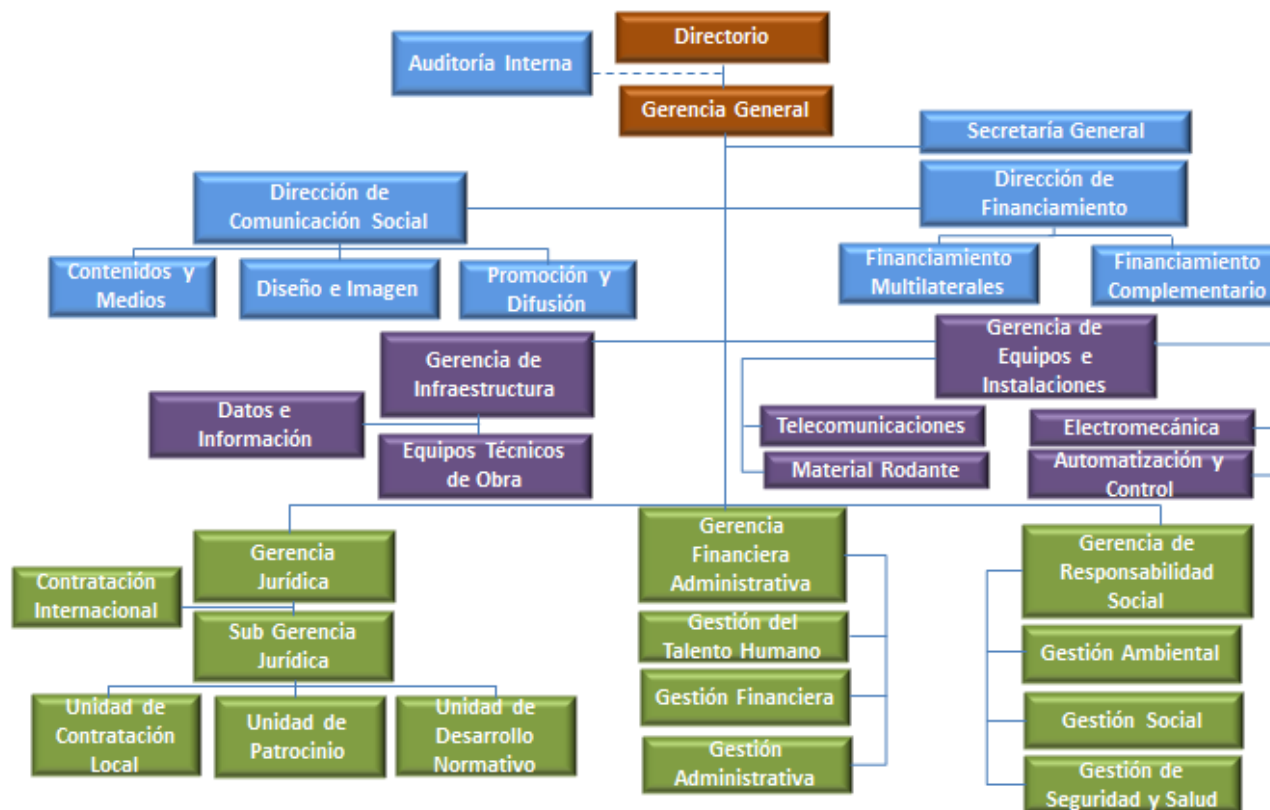 Directorio
Auditoría Interna
Gerencia General
Secretaría General
Dirección de
Comunicación Social
Dirección de
Financiamiento
Contenidos y
Medios
Diseño e Imagen
Promoción y
Difusión
Financiamiento
Multilaterales
Financiamiento
Complementario
Gerencia de
Infraestructura
Gerencia de
Equipos e
Instalaciones
Datos e
Información
Equipos Técnicos
de Obra
Telecomunicaciones
Material Rodante
Electromecánica
Automatización y
Control
Gerencia
Jurídica
Contratación
Internacional
Sub Gerencia
Jurídica
Unidad de
Contratación
Local
Unidad de
Patrocinio
Unidad de
Desarrollo
Normativo
Gerencia
Financiera
Administrativa
Gestión del
Talento Humano
Gestión Financiera
Gestión
Administrativa
Gerencia de
Responsabilidad
Social
Gestión Ambiental
Gestión Social
Gestión de
Seguridad y Salud